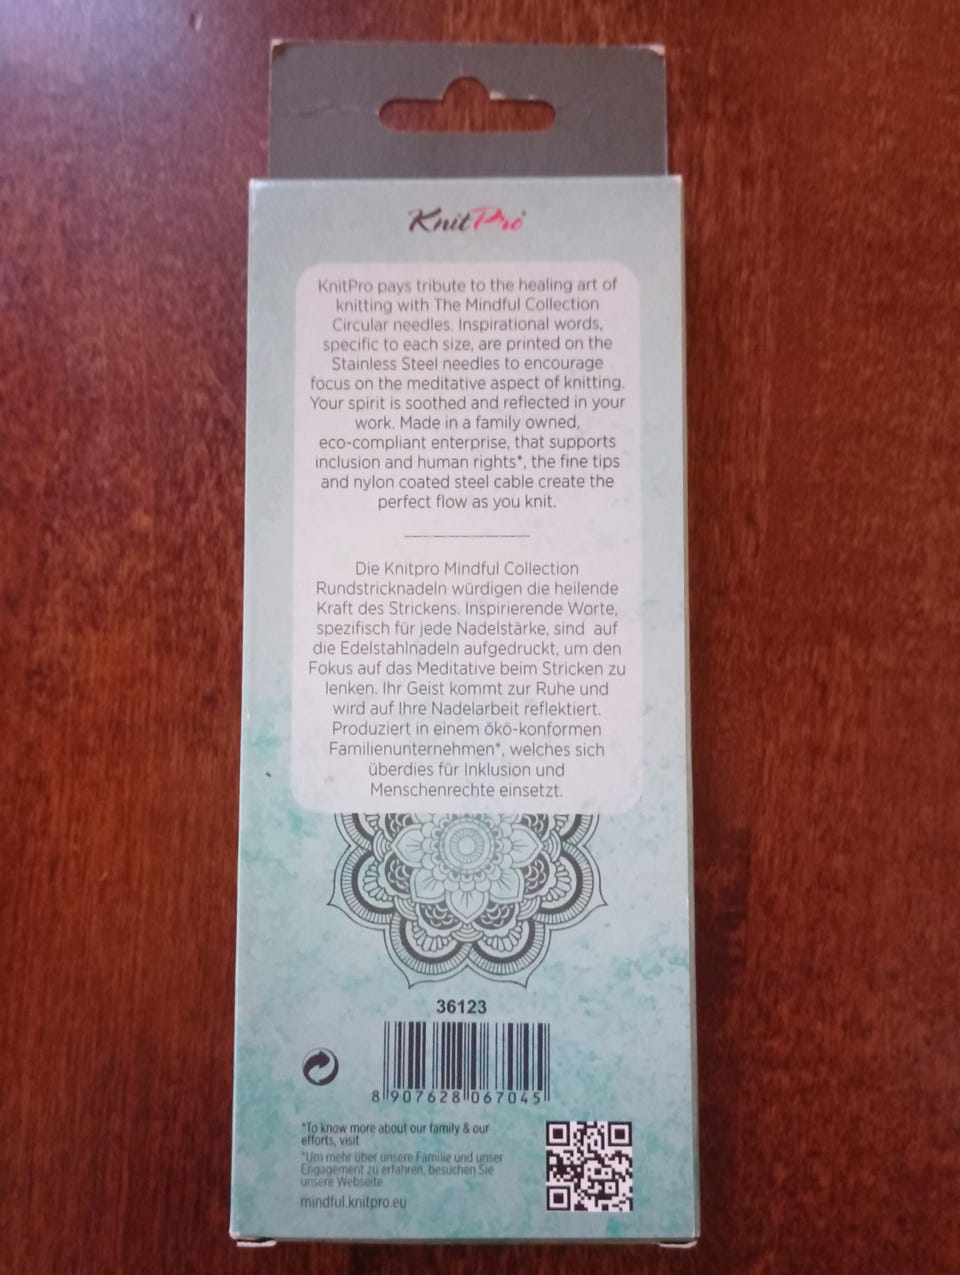 KnitPro
KnitPro pays tribute to the healing art of
knitting with The Mindful Collection
Circular needles. Inspirational words,
specific to each size, are printed on the
Stainless Steel needles to encourage
focus on the meditative aspect of knitting.
Your spirit is soothed and reflected in your
work. Made in a family owned,
eco-compliant enterprise, that supports
inclusion and human rights*, the fine tips
and nylon coated steel cable create the
perfect flow as you knit.
Die Knitpro Mindful Collection
Rundstricknadeln würdigen die heilende
Kraft des Strickens. Inspirierende Worte,
spezifisch für jede Nadelstärke, sind auf
die Edelstahlnadeln aufgedruckt, um den
Fokus auf das Meditative beim Stricken zu
lenken. Ihr Geist kommt zur Ruhe und
wird auf Ihre Nadelarbeit reflektiert.
Produziert in einem öko-konformen
Familienunternehmen*, welches sich
überdies für Inklusion und
Menschenrechte einsetzt.
36123
8 907628 067045
*To know more about our family & our
efforts, visit
*Um mehr über unsere Familie und unser
Engagement zu erfahren, besuchen Sie
unsere Webseite
mindful.knitpro.eu